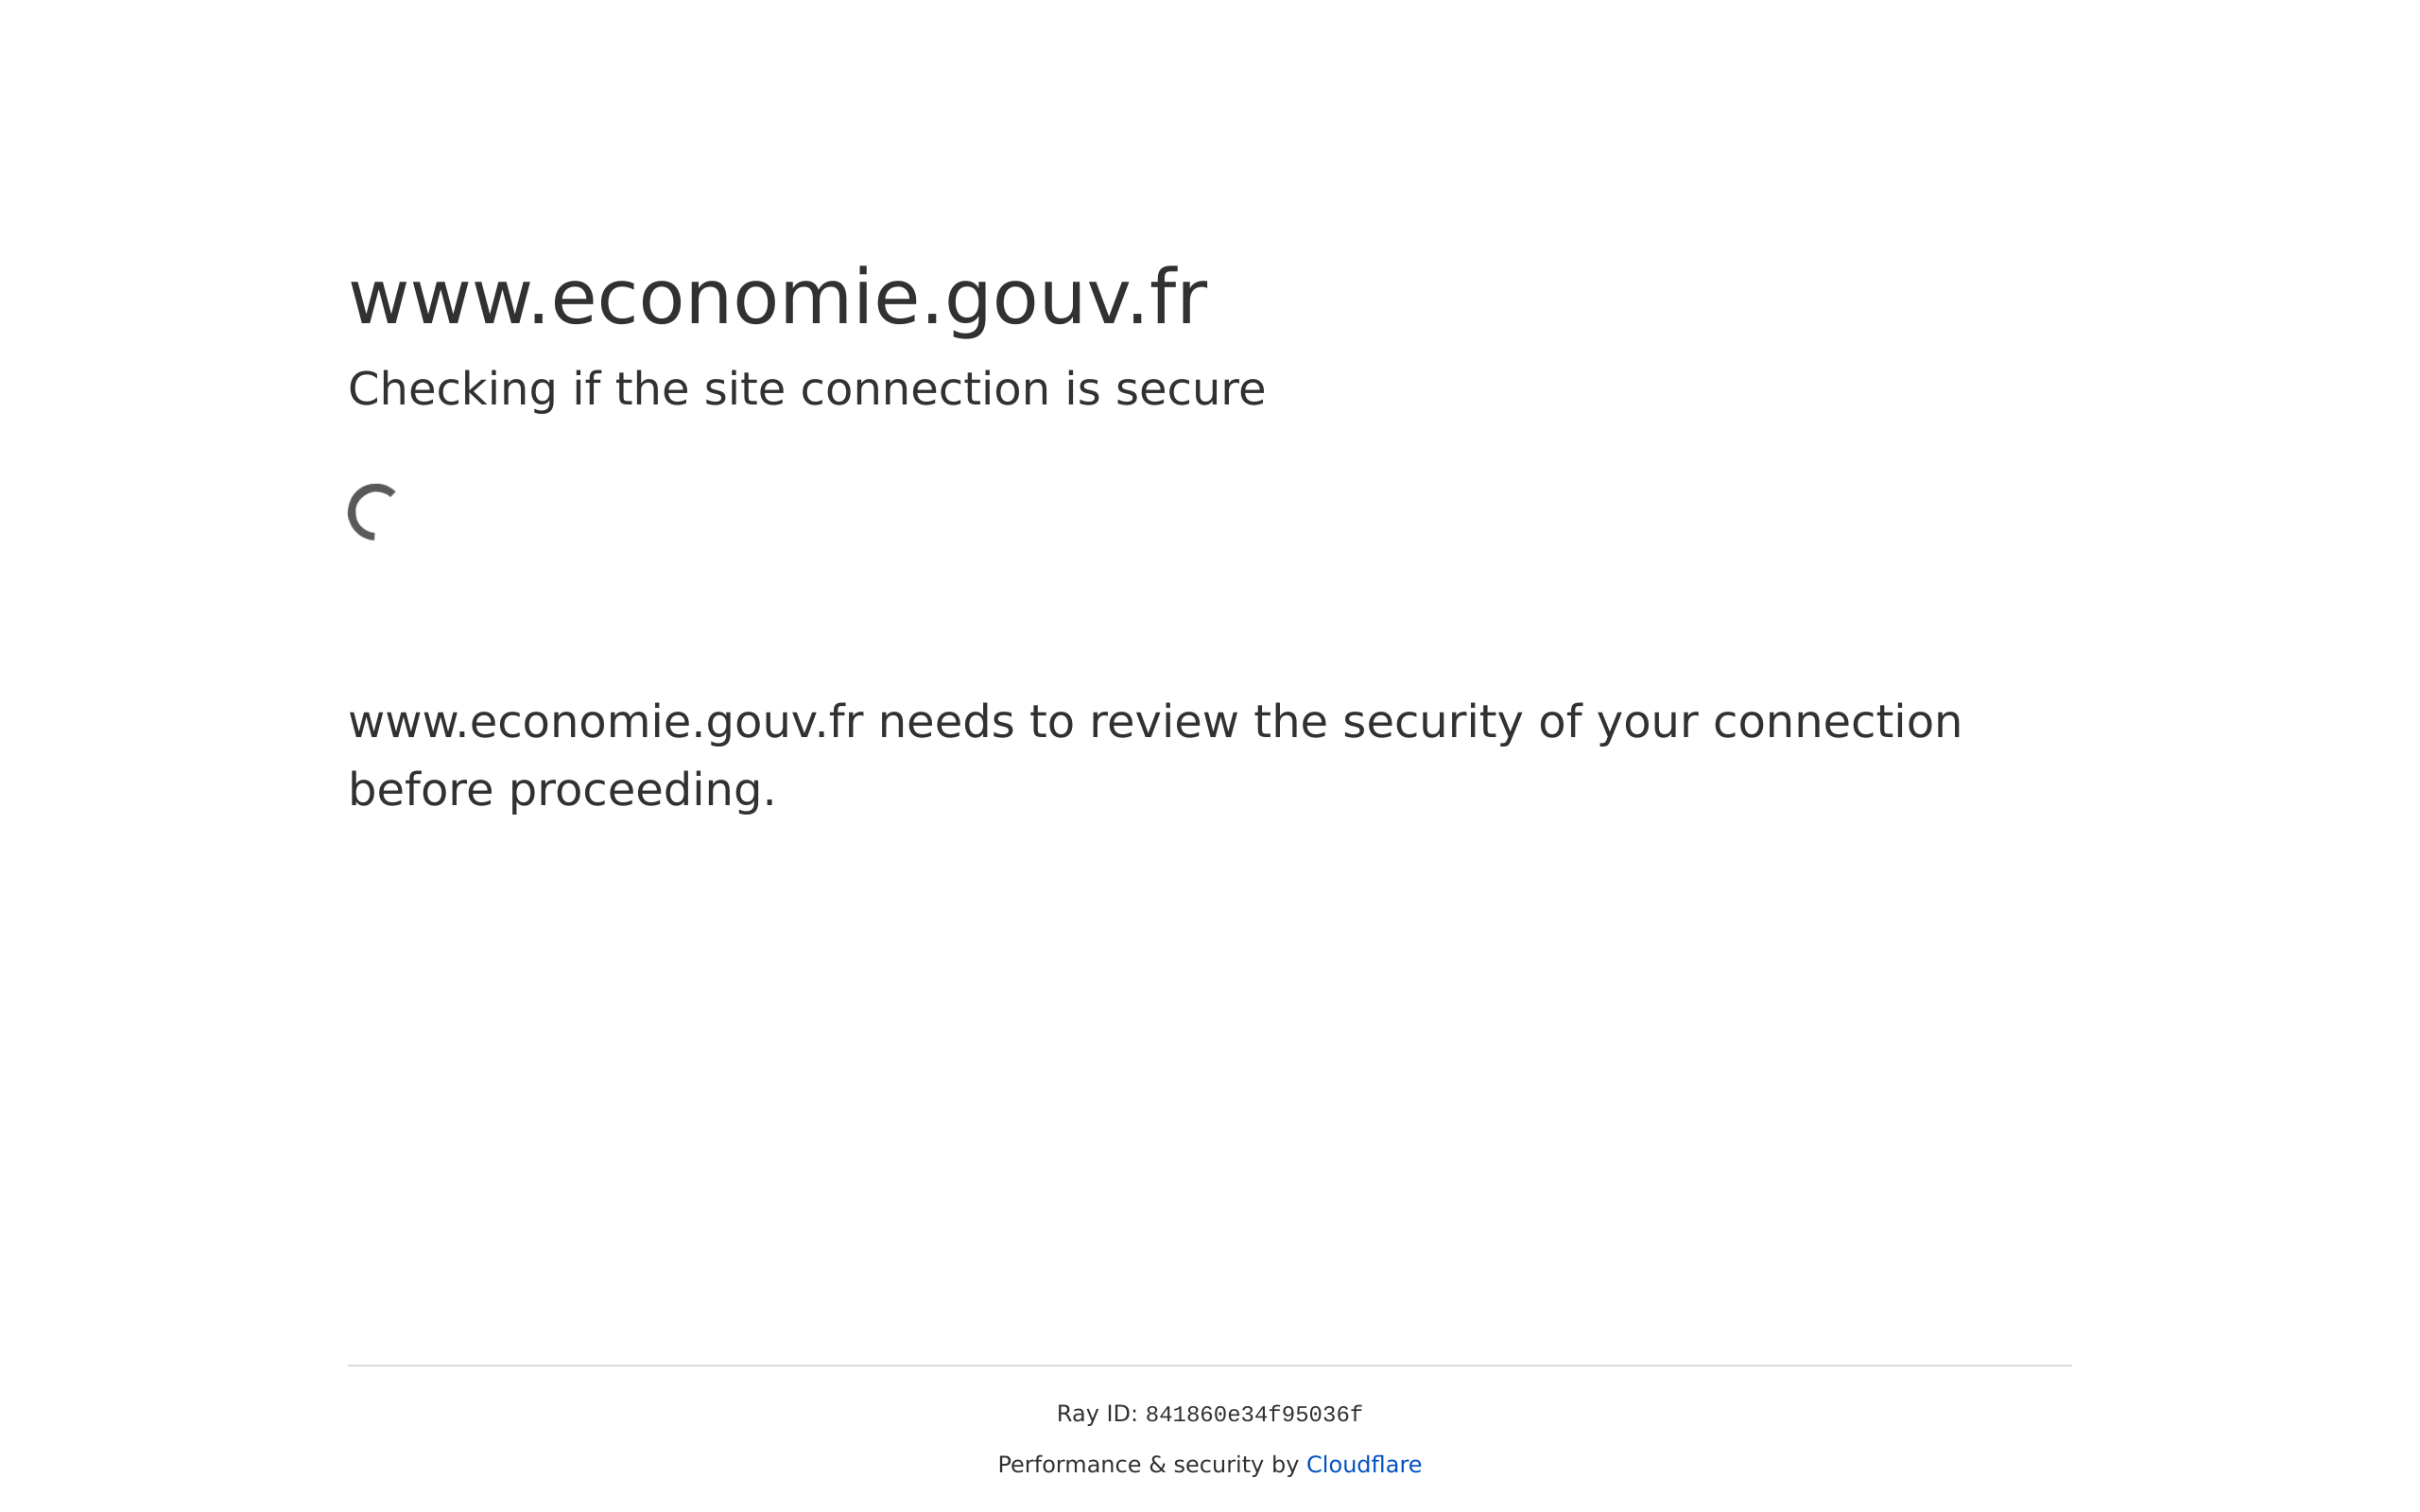 www.economie.gouv.fr
Checking if the site connection is secure
www.economie.gouv.fr needs to review the security of your connection
before proceeding.
Ray ID: 841860e34f95036f
Performance & security by Cloudflare